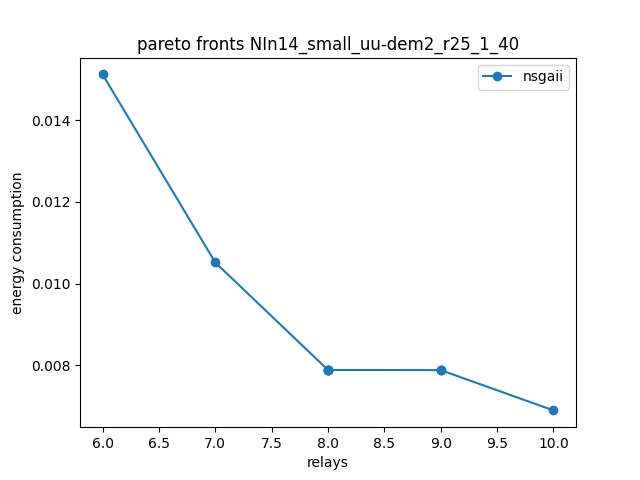 pareto fronts NIn14_small_uu-dem2_r25_1_40
nsgaii
0.014
0.012
0.010
0.008
energy consumption
6.0 6.5 7.0 7.5 8.0 8.5 9.0 9.5 10.0
relays